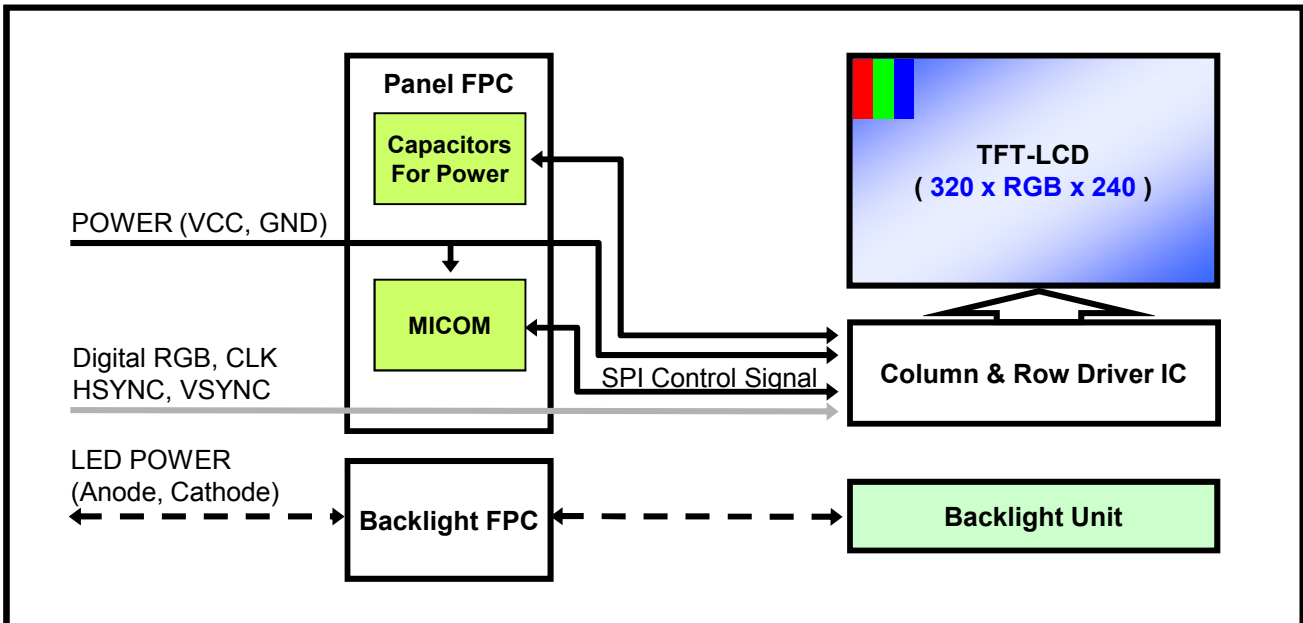 Panel FPC
Capacitors
For Power
TFT-LCD
( 320 x RGB x 240 )
POWER (VCC, GND)
MICOM
Digital RGB, CLK
HSYNC, VSYNC
SPI Control Signal
Column & Row Driver IC
LED POWER
(Anode, Cathode)
Backlight FPC
Backlight Unit